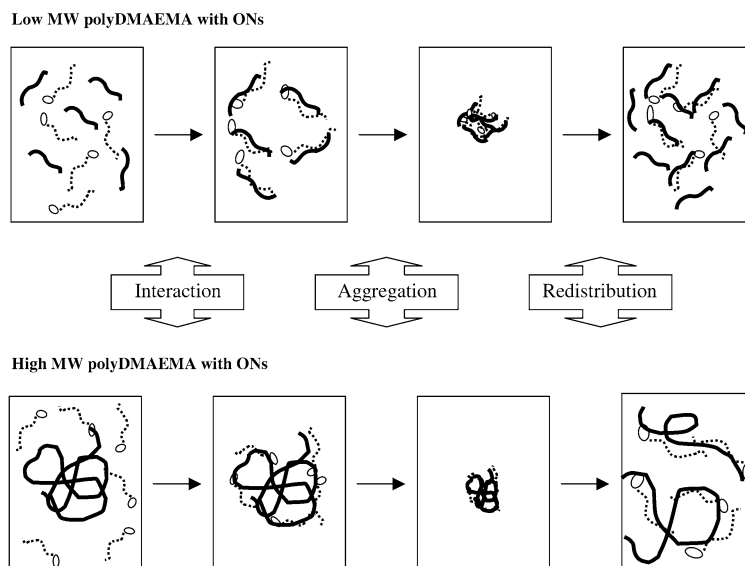 Low MW polyDMAEMA with ONs
Interaction
Aggregation
Redistribution
High MW polyDMAEMA with ONs